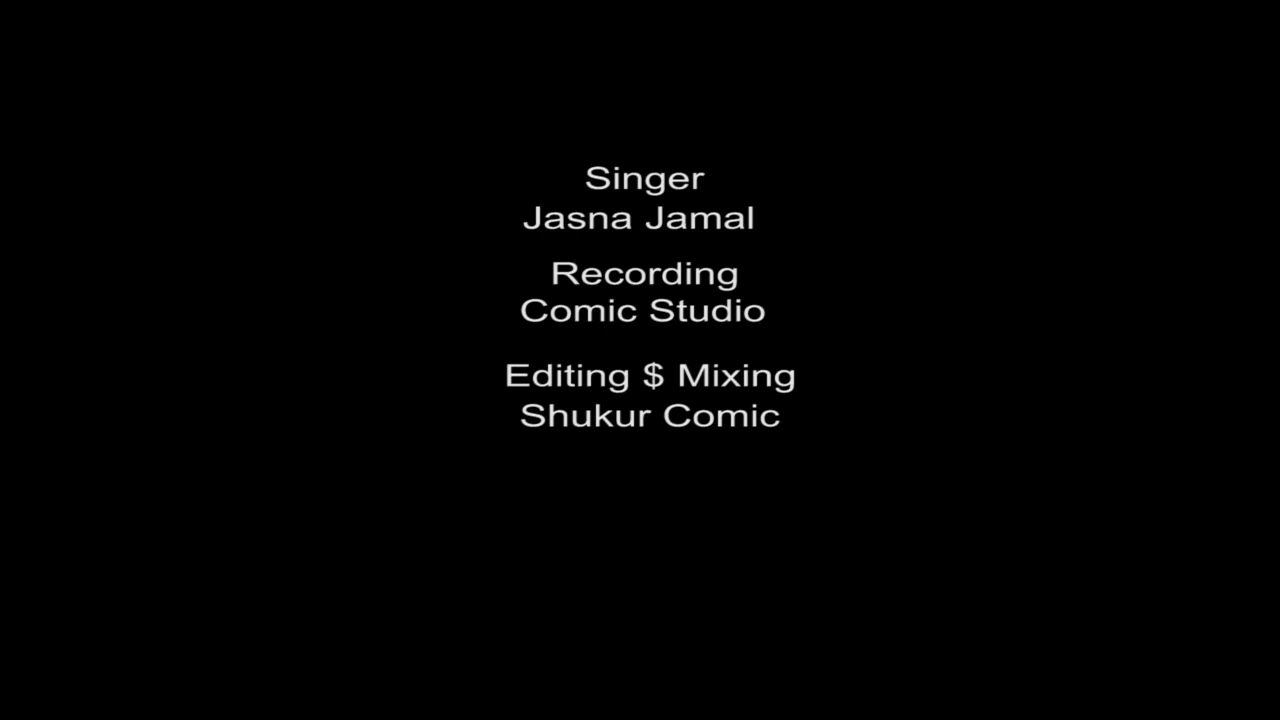 Singer
Jasna Jamal
Recording
Comic Studio
Editing $ Mixing
Shukur Comic